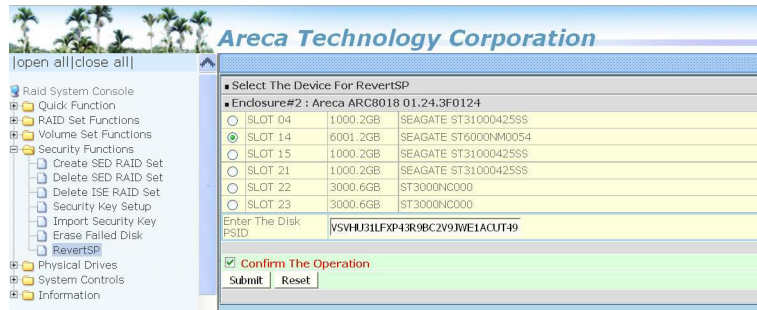 Areca Technology Corporation
|open all|close all|
Raid System Console
Quick Function
RAID Set Functions
Volume Set Functions
Security Functions
Create SED RAID Set
Delete SED RAID Set
Delete ISE RAID Set
Security Key Setup
Import Security Key
Erase Failed Disk
RevertSP
Physical Drives
System Controls
Information
Select The Device For RevertSP
Enclosure#2 : Areca ARC8018 01.24.3F0124
SLOT 04 1000.2GB SEAGATE ST31000425SS
SLOT 14 6001.2GB SEAGATE ST6000NM0054
SLOT 15 1000.2GB SEAGATE ST31000425SS
SLOT 21 1000.2GB SEAGATE ST31000425SS
SLOT 22 3000.6GB ST3000NC000
SLOT 23 3000.6GB ST3000NC000
Enter The Disk
PSID
VSVHU31LFXP43R9BC2V9JWE1ACUT49
Confirm The Operation
Submit Reset